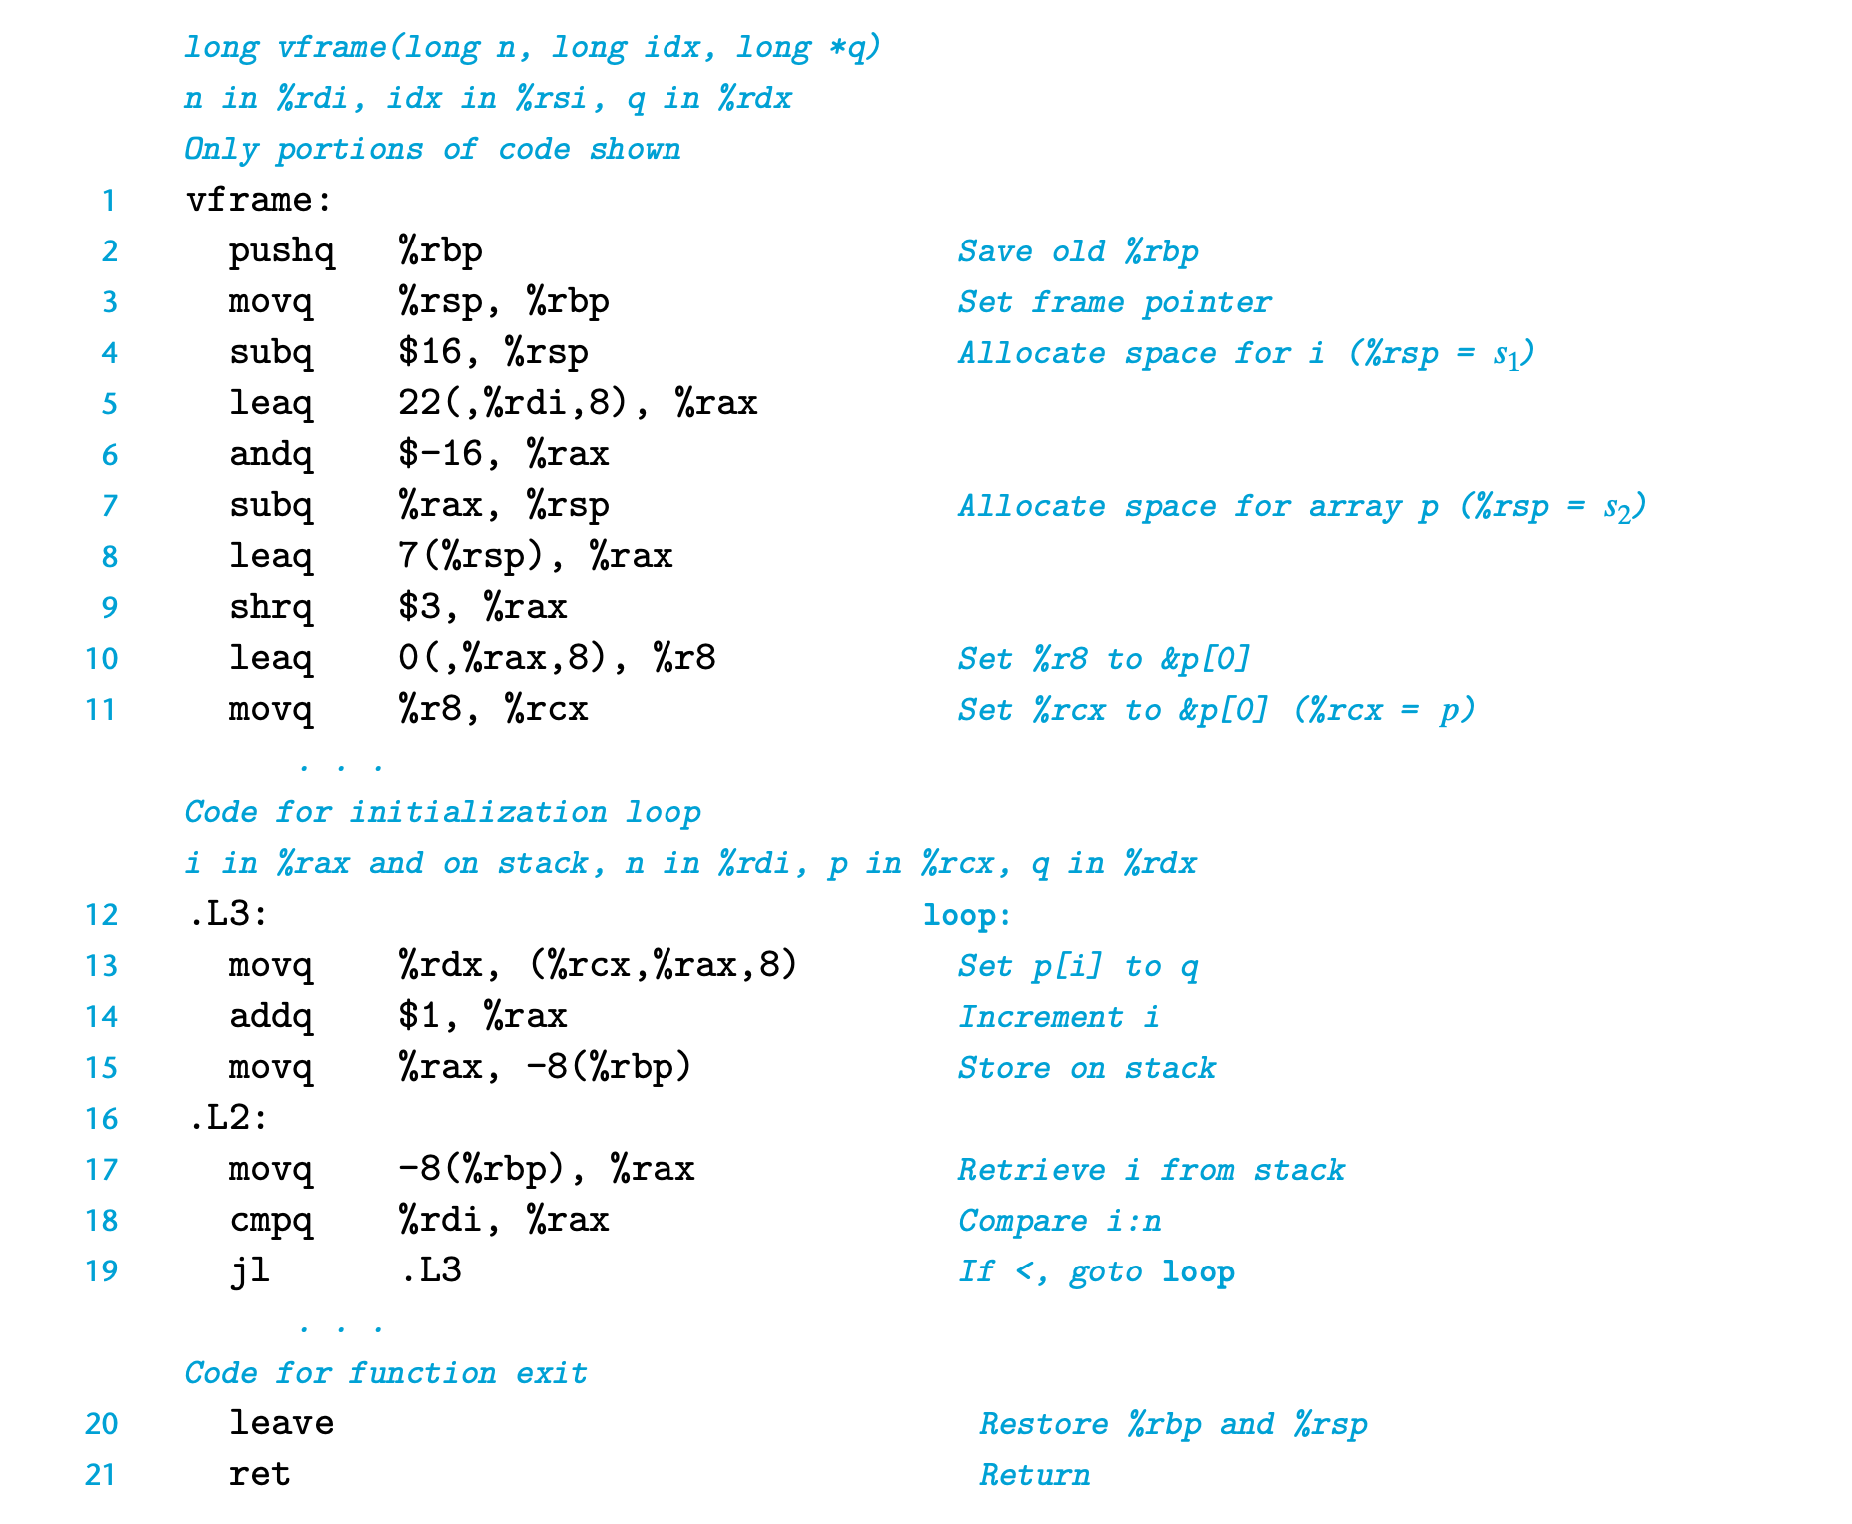 long vframe(long n, long idx, long *q)
n in %rdi, idx in %rsi, q in %rdx
Only portions of code shown
1 vframe:
2 pushq %rbp Save old %rbp
3 movq %rsp, %rbp Set frame pointer
4 subq $16, %rsp Allocate space for i (%rsp = s₁)
5 leaq 22(,%rdi,8), %rax
6 andq $-16, %rax
7 subq %rax, %rsp Allocate space for array p (%rsp = s₂)
8 leaq 7(%rsp), %rax
9 shrq $3, %rax
10 leaq 0(,%rax,8), %r8 Set %r8 to &p[0]
11 movq %r8, %rcx Set %rcx to &p[0] (%rcx = p)
. . .
Code for initialization loop
i in %rax and on stack, n in %rdi, p in %rcx, q in %rdx
12 .L3: loop:
13 movq %rdx, (%rcx,%rax,8) Set p[i] to q
14 addq $1, %rax Increment i
15 movq %rax, -8(%rbp) Store on stack
16 .L2:
17 movq -8(%rbp), %rax Retrieve i from stack
18 cmpq %rdi, %rax Compare i:n
19 jl .L3 If <, goto loop
. . .
Code for function exit
20 leave Restore %rbp and %rsp
21 ret Return